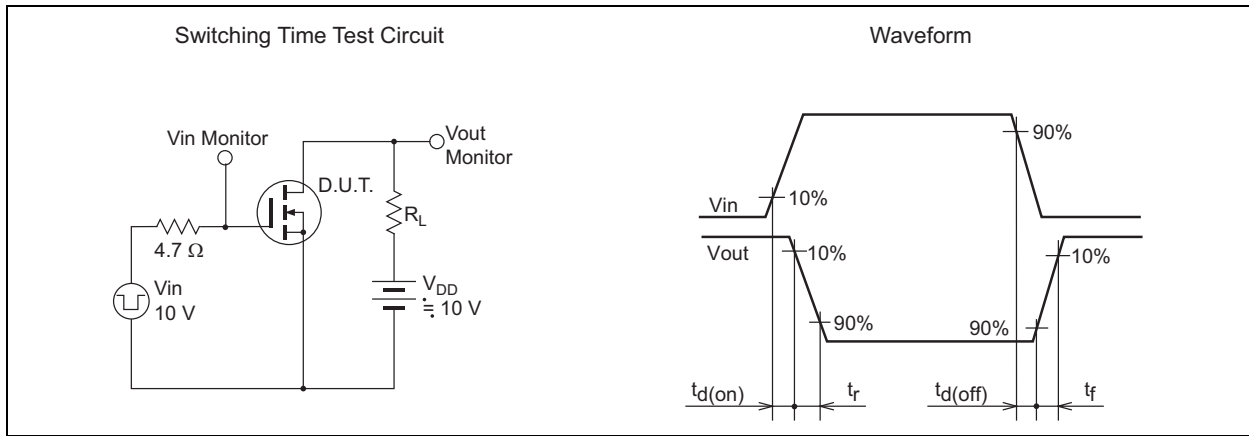 Switching Time Test Circuit
Vin Monitor
D.U.T.
4.7 Ω
Vin
10 V
RL
Vout
Monitor
VDD
≒ 10 V
Waveform
Vin
10%
90%
Vout
10%
90%
90%
10%
td(on)
tr
td(off)
tf